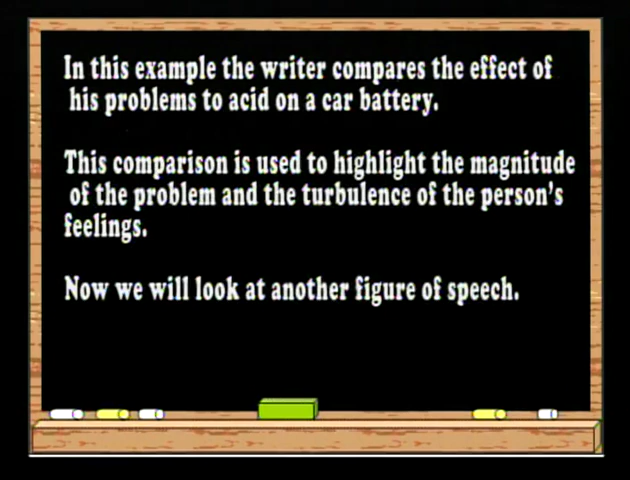 In this example the writer compares the effect of
his problems to acid on a car battery.
This comparison is used to highlight the magnitude
of the problem and the turbulence of the person's
feelings.
Now we will look at another figure of speech.